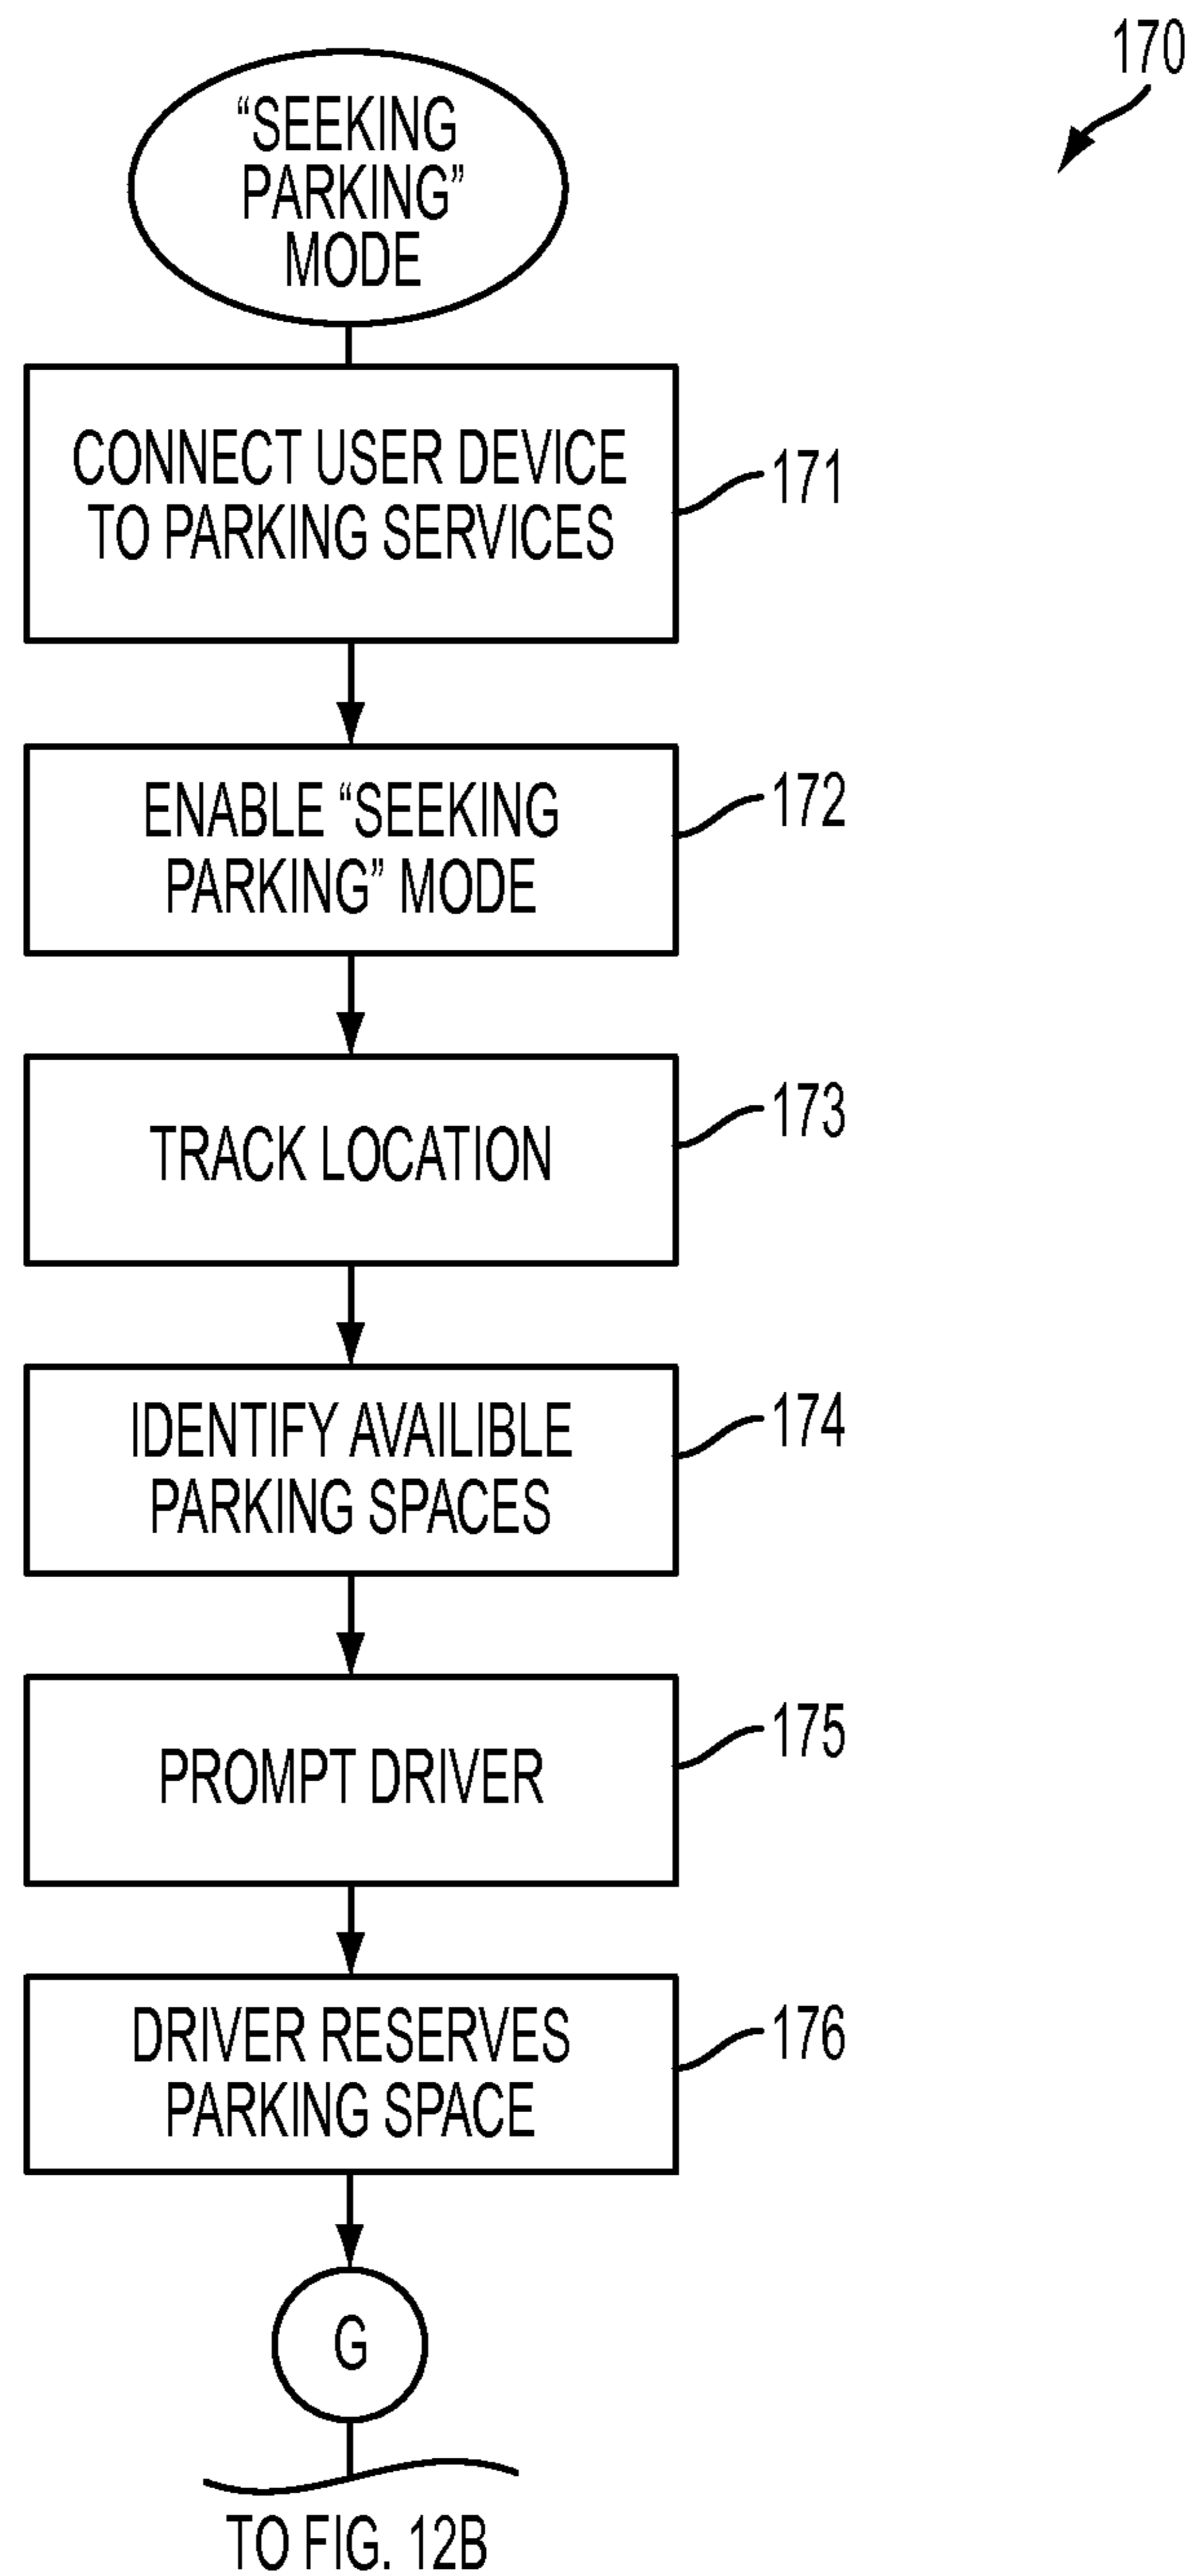 170
“SEEKING
PARKING”
MODE
CONNECT USER DEVICE
TO PARKING SERVICES
171
ENABLE “SEEKING
PARKING” MODE
172
TRACK LOCATION
173
IDENTIFY AVAILIBLE
PARKING SPACES
174
PROMPT DRIVER
175
DRIVER RESERVES
PARKING SPACE
176
G
TO FIG. 12B